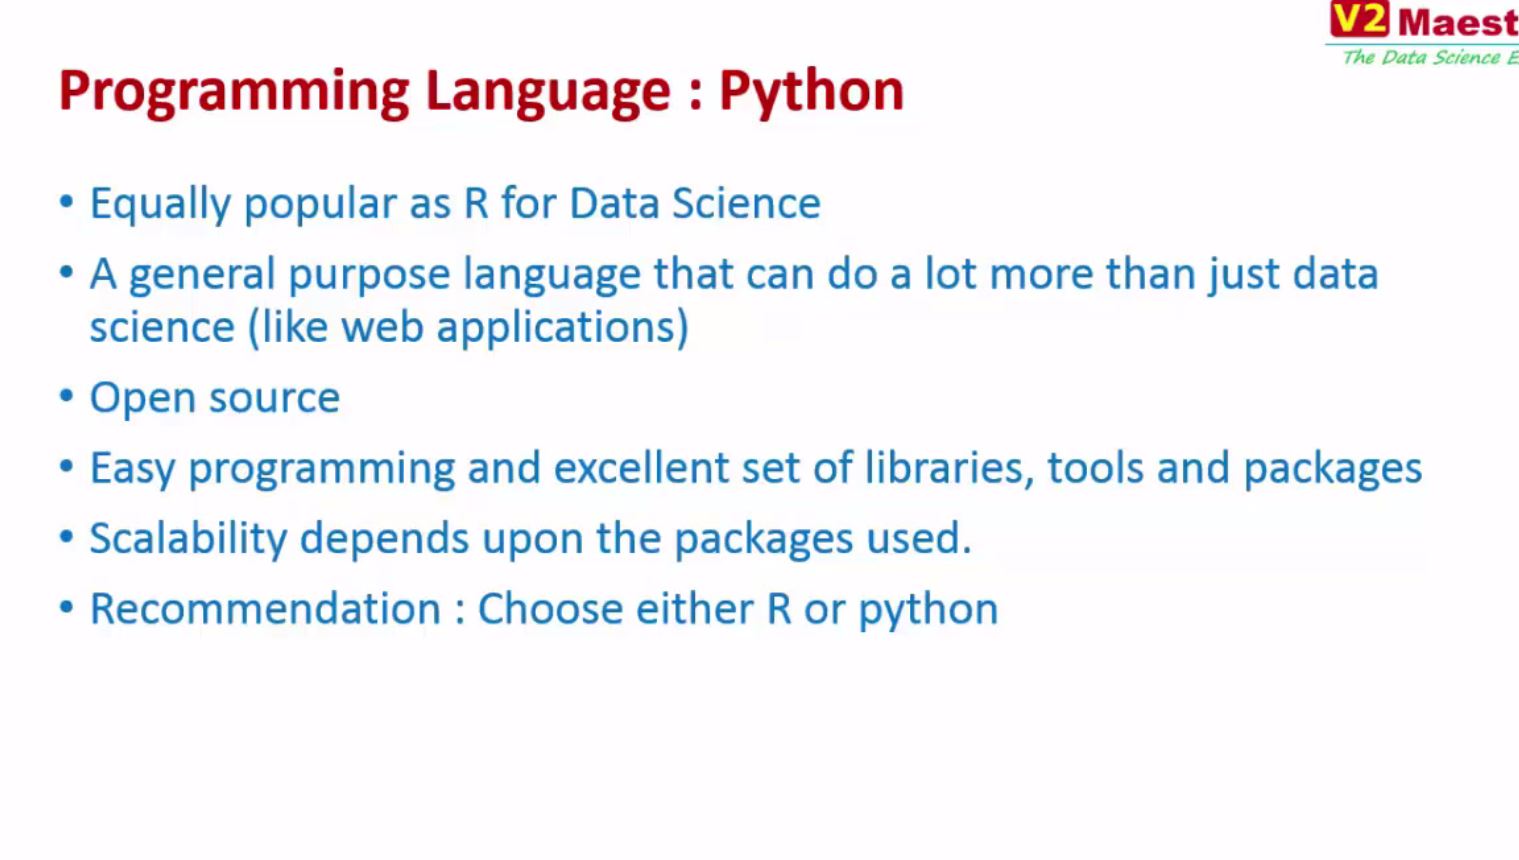 V2 Maest
The Data Science E
Programming Language : Python
• Equally popular as R for Data Science
• A general purpose language that can do a lot more than just data
science (like web applications)
• Open source
• Easy programming and excellent set of libraries, tools and packages
• Scalability depends upon the packages used.
• Recommendation : Choose either R or python